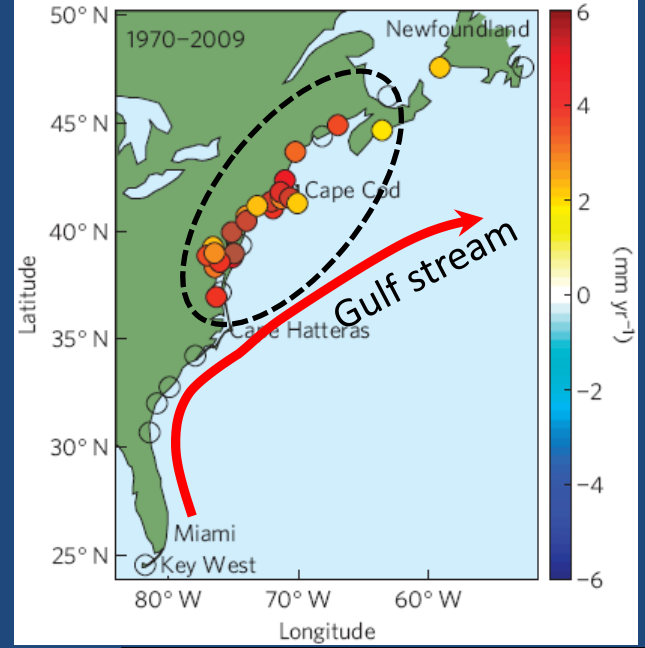 50° N
45° N
40° N
35° N
30° N
25° N
Latitude
1970–2009
Newfoundland
Cape Cod
Gulf stream
Cape Hatteras
Miami
Key West
80° W
70° W
60° W
Longitude
6
4
2
0
−2
−4
−6
(mm yr⁻¹)